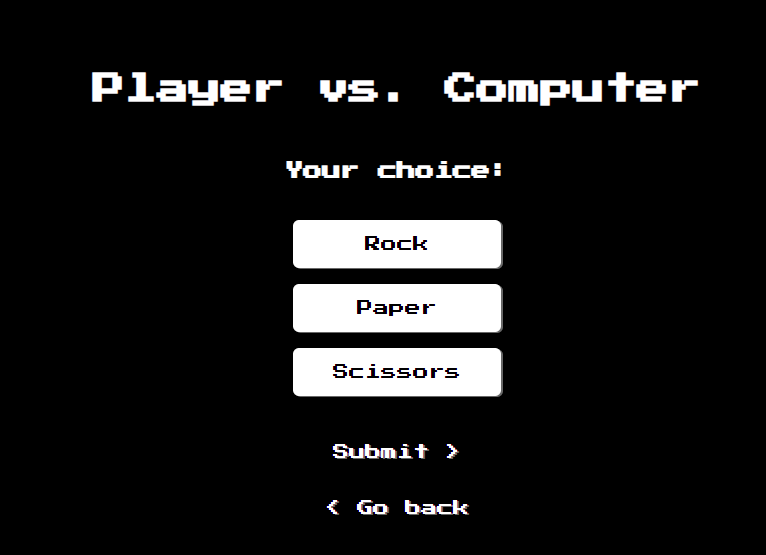 Player vs. Computer
Your choice:
Rock
Paper
Scissors
Submit >
< Go back